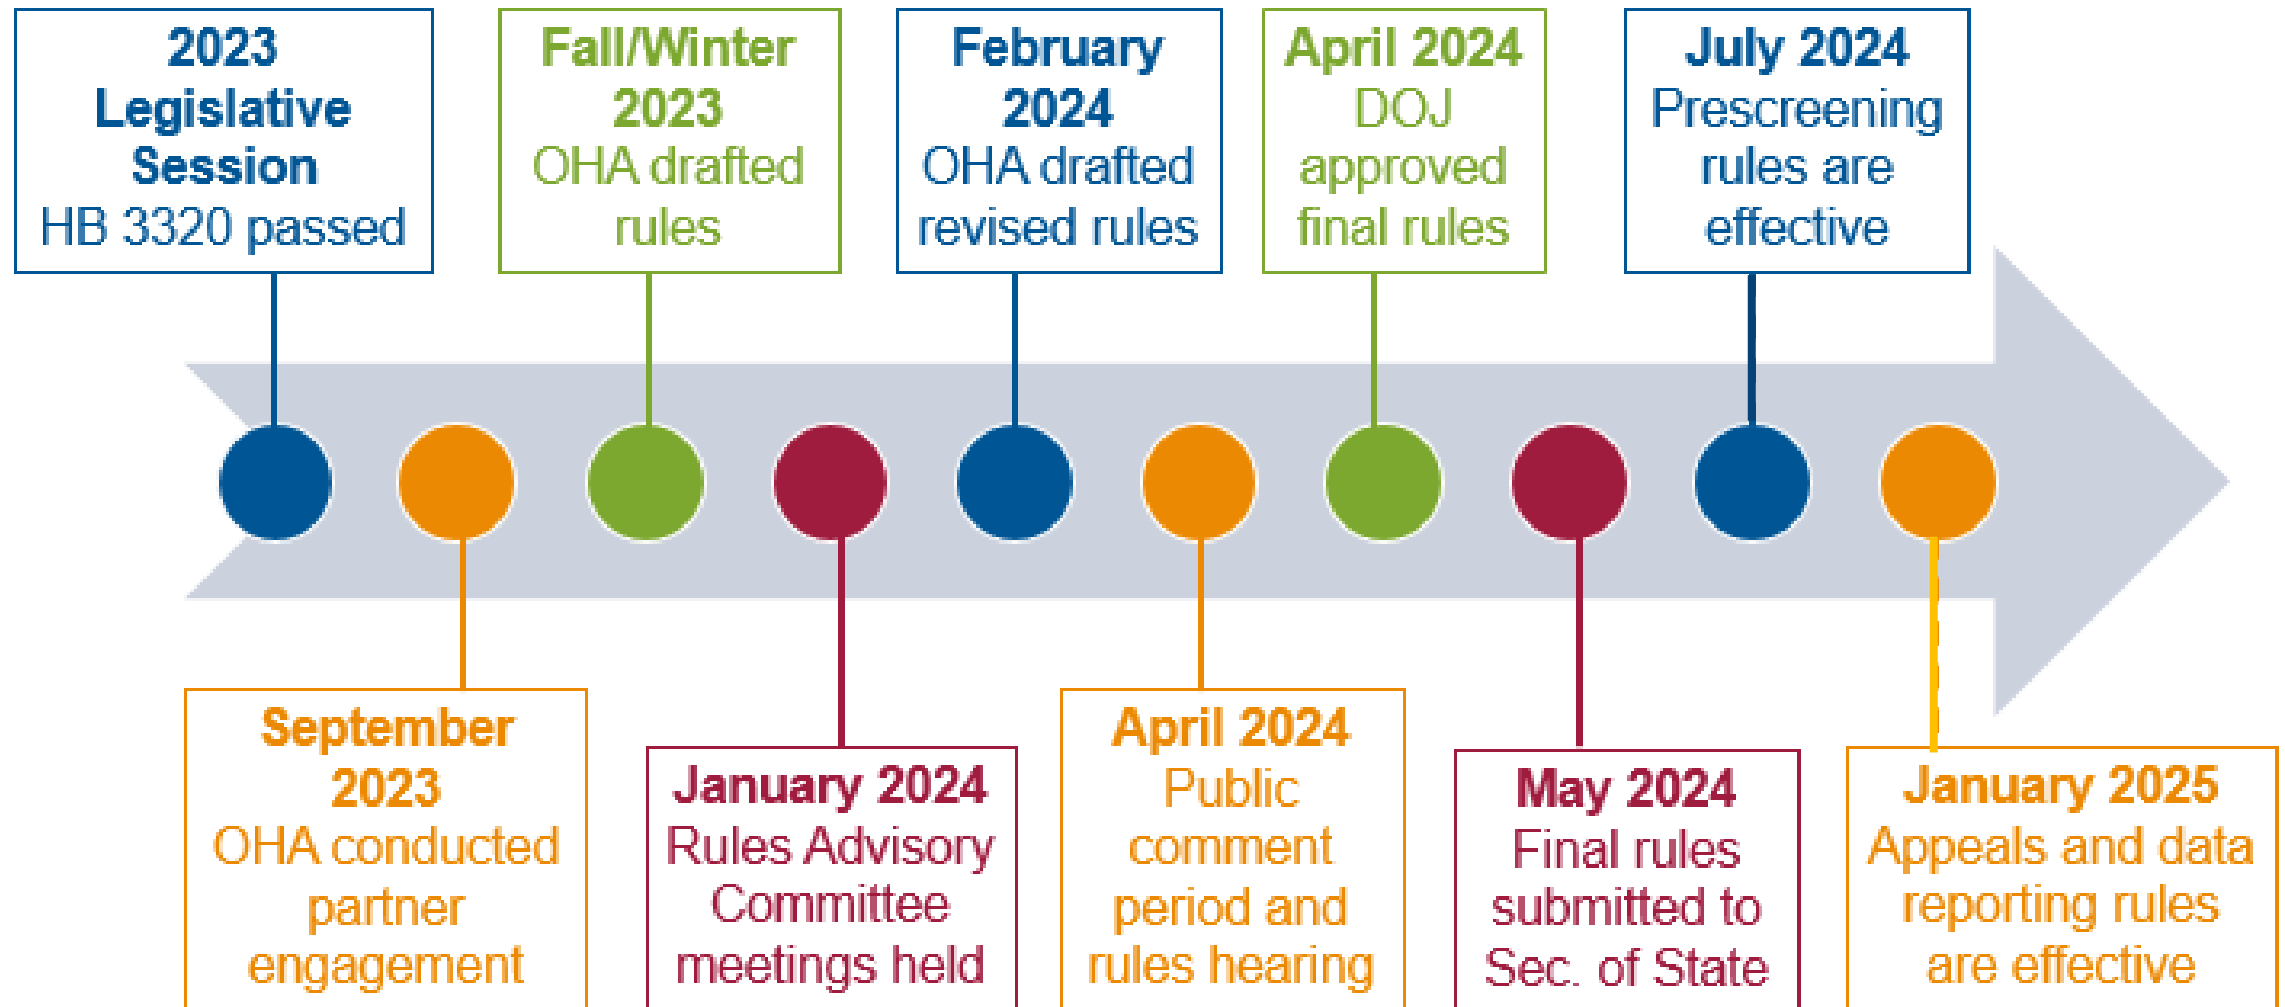 2023
Legislative
Session
HB 3320 passed
September
2023
OHA conducted
partner
engagement
Fall/Winter
2023
OHA drafted
rules
January 2024
Rules Advisory
Committee
meetings held
February
2024
OHA drafted
revised rules
April 2024
Public
comment
period and
rules hearing
April 2024
DOJ
approved
final rules
May 2024
Final rules
submitted to
Sec. of State
July 2024
Prescreening
rules are
effective
January 2025
Appeals and data
reporting rules
are effective